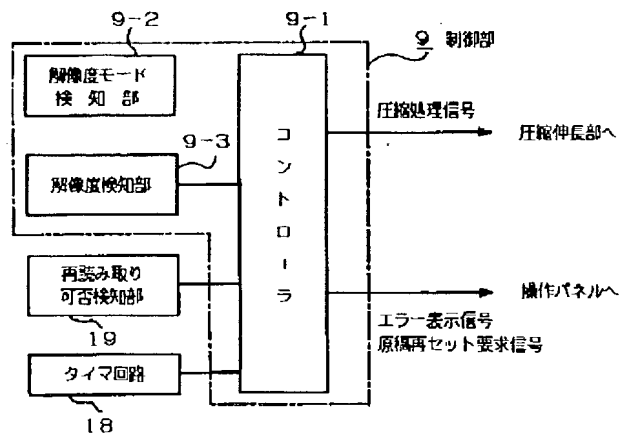 9-2
9-1
9 制御部
解像度モード
検知部
圧縮処理信号
圧縮伸長部へ
9-3
コントローラ
解像度検知部
再読み取り
可否検知部
19
操作パネルへ
エラー表示信号
原稿再セット要求信号
タイマ回路
18